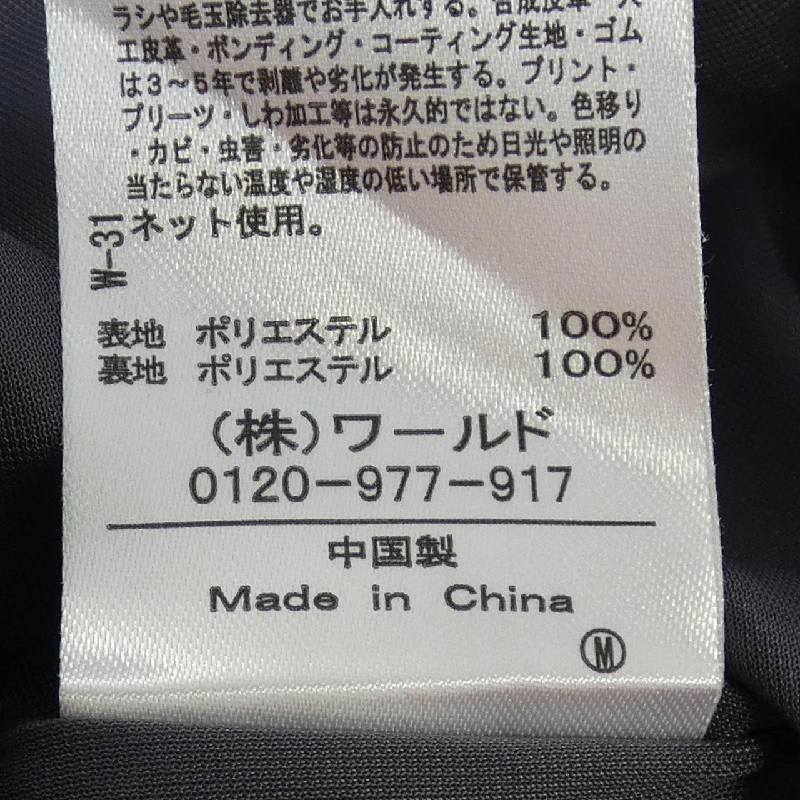 ラシや毛玉除去器でお手入れする。合成皮革・人
工皮革・ボンディング・コーティング生地・ゴム
は3～5年で剥離や劣化が発生する。プリント・
プリーツ・しわ加工等は永久的ではない。色移り
・カビ・虫害・劣化等の防止のため日光や照明の
当たらない温度や湿度の低い場所で保管する。
ネット使用。
W-31
表地 ポリエステル 100%
裏地 ポリエステル 100%
(株)ワールド
0120-977-917
中国製
Made in China
M